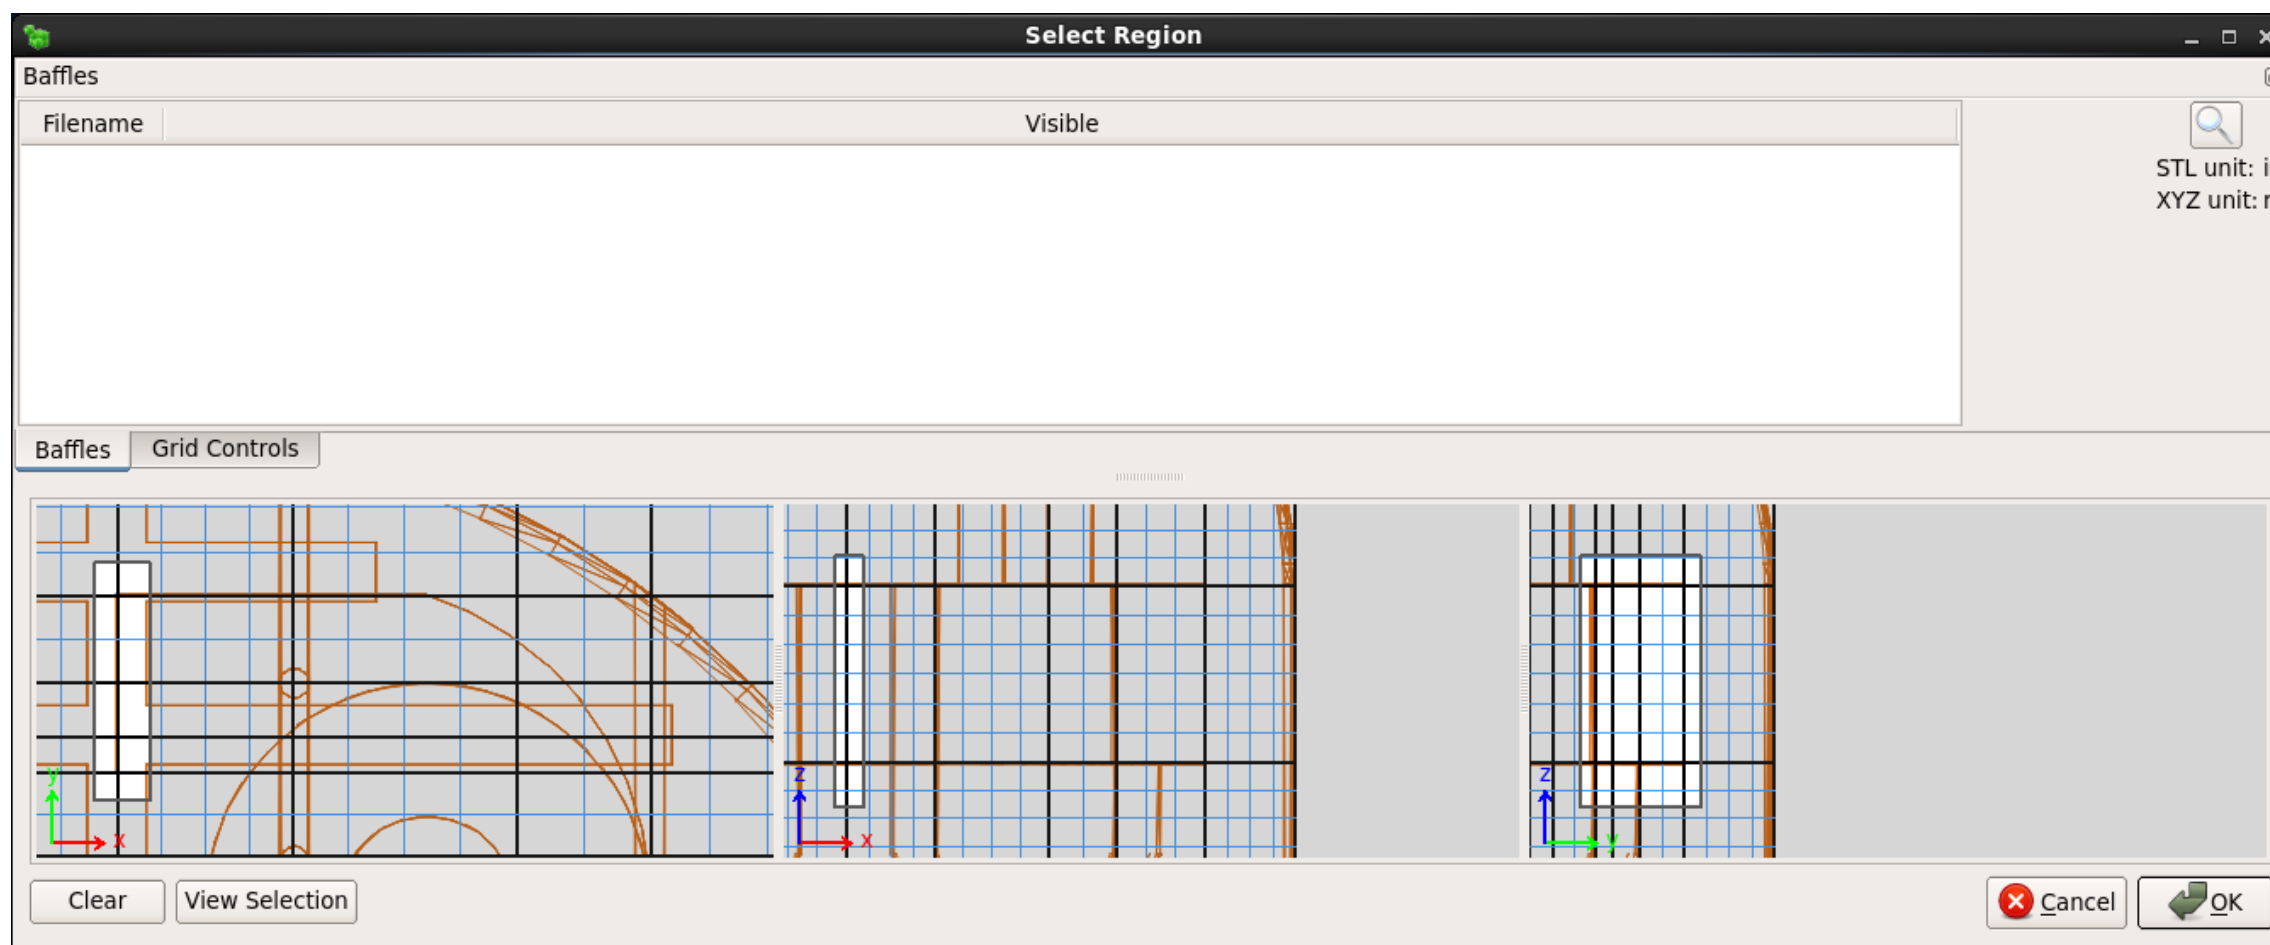 Select Region
Baffles
Filename Visible
STL unit:
XYZ unit:
Baffles Grid Controls
y x
z x
z y
Clear View Selection Cancel OK